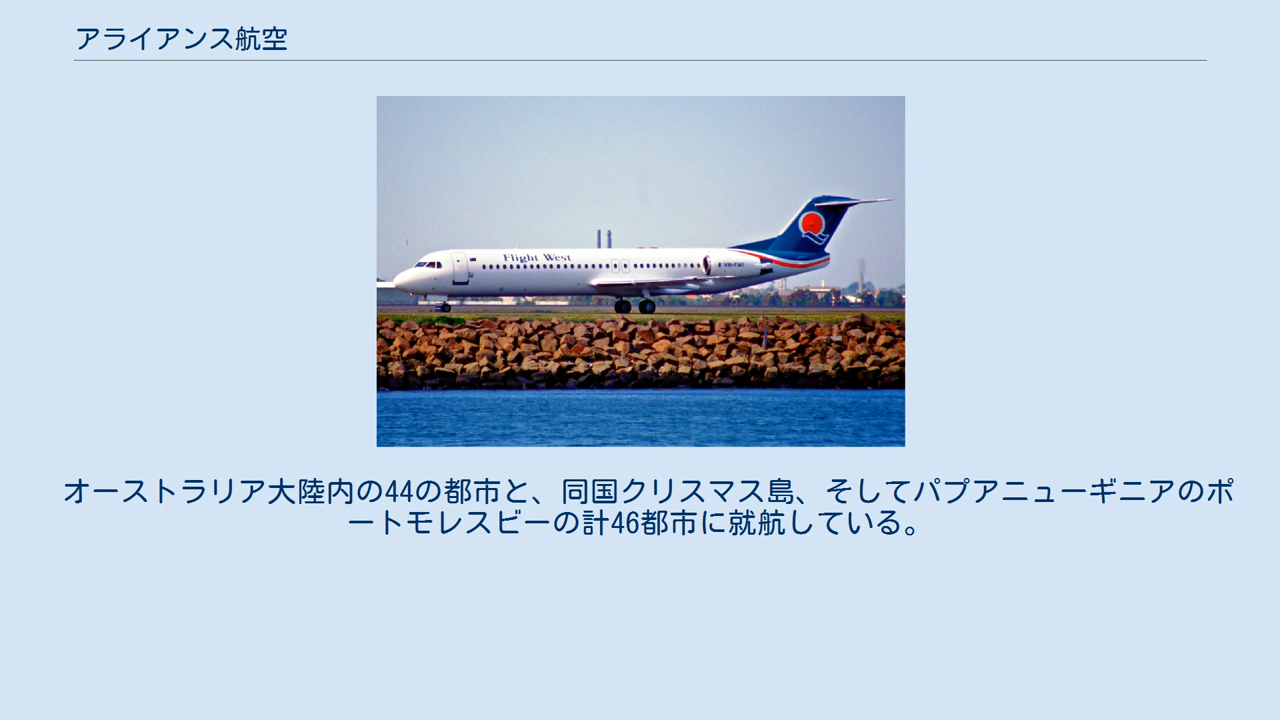 アライアンス航空
Flight West
オーストラリア大陸内の44の都市と、同国クリスマス島、そしてパプアニューギニアのポ
ートモレスビーの計46都市に就航している。